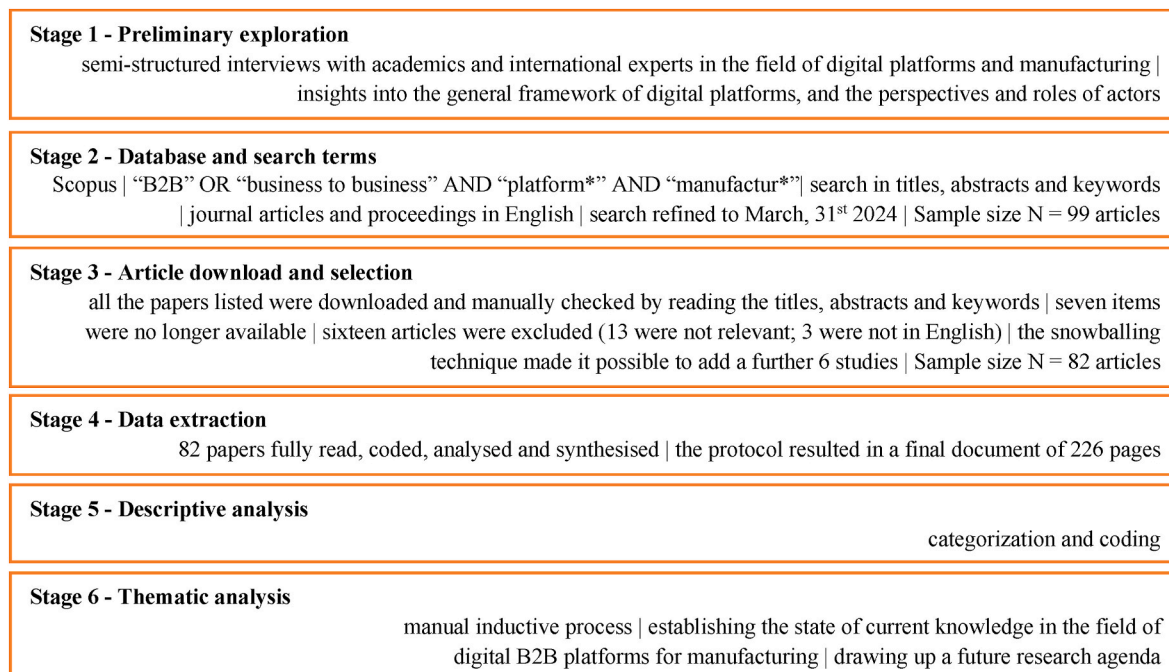 Stage 1 - Preliminary exploration
semi-structured interviews with academics and international experts in the field of digital platforms and manufacturing |
insights into the general framework of digital platforms, and the perspectives and roles of actors
Stage 2 - Database and search terms
Scopus | “B2B” OR “business to business” AND “platform*” AND “manufactur*”| search in titles, abstracts and keywords
| journal articles and proceedings in English | search refined to March, 31st 2024 | Sample size N = 99 articles
Stage 3 - Article download and selection
all the papers listed were downloaded and manually checked by reading the titles, abstracts and keywords | seven items
were no longer available | sixteen articles were excluded (13 were not relevant; 3 were not in English) | the snowballing
technique made it possible to add a further 6 studies | Sample size N = 82 articles
Stage 4 - Data extraction
82 papers fully read, coded, analysed and synthesised | the protocol resulted in a final document of 226 pages
Stage 5 - Descriptive analysis
categorization and coding
Stage 6 - Thematic analysis
manual inductive process | establishing the state of current knowledge in the field of
digital B2B platforms for manufacturing | drawing up a future research agenda